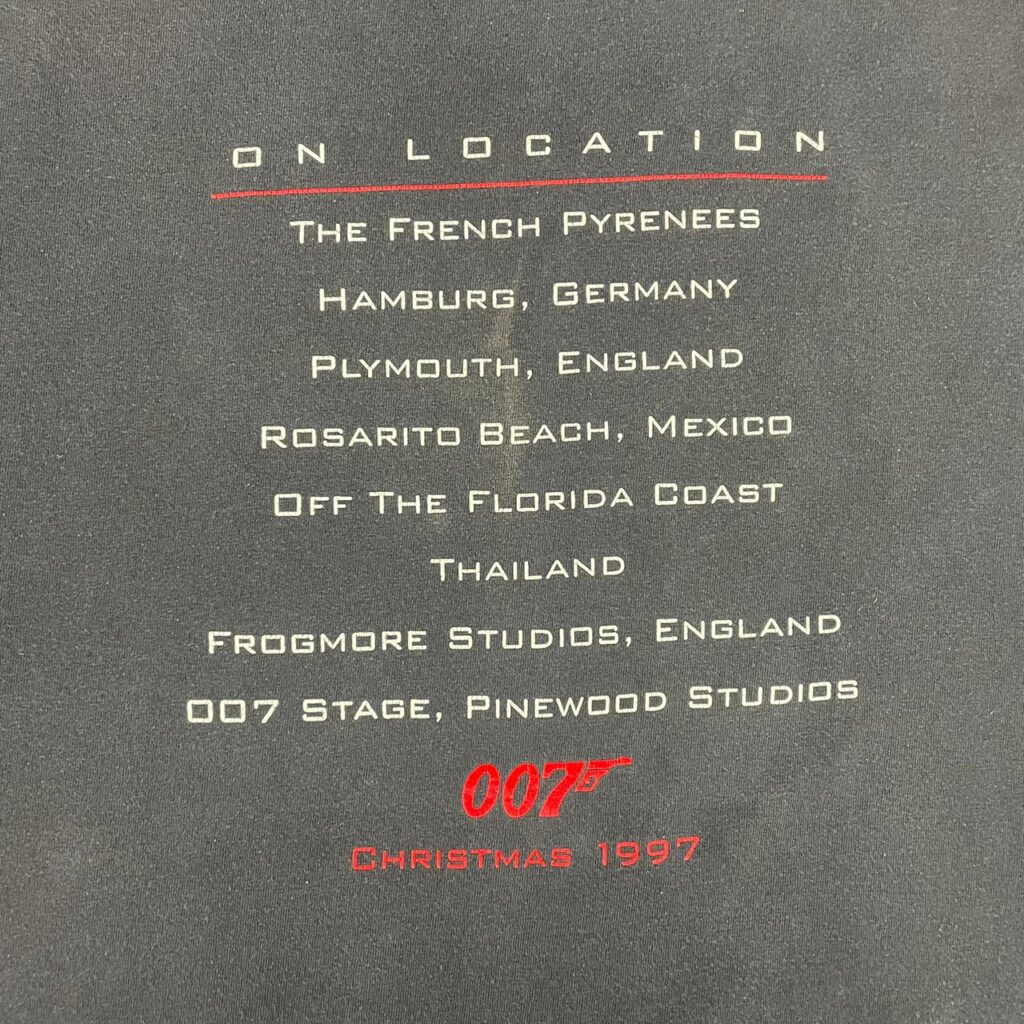 ON LOCATION
THE FRENCH PYRENEES
HAMBURG, GERMANY
PLYMOUTH, ENGLAND
ROSARITO BEACH, MEXICO
OFF THE FLORIDA COAST
THAILAND
FROGMORE STUDIOS, ENGLAND
007 STAGE, PINEWOOD STUDIOS
007
CHRISTMAS 1997